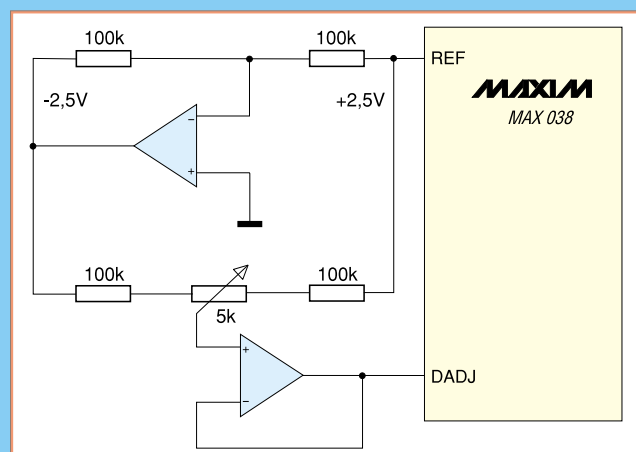 100k
100k
REF
-2,5V
+2,5V
MAXIM
MAX 038
-
+
100k
100k
5k
+
-
DADJ